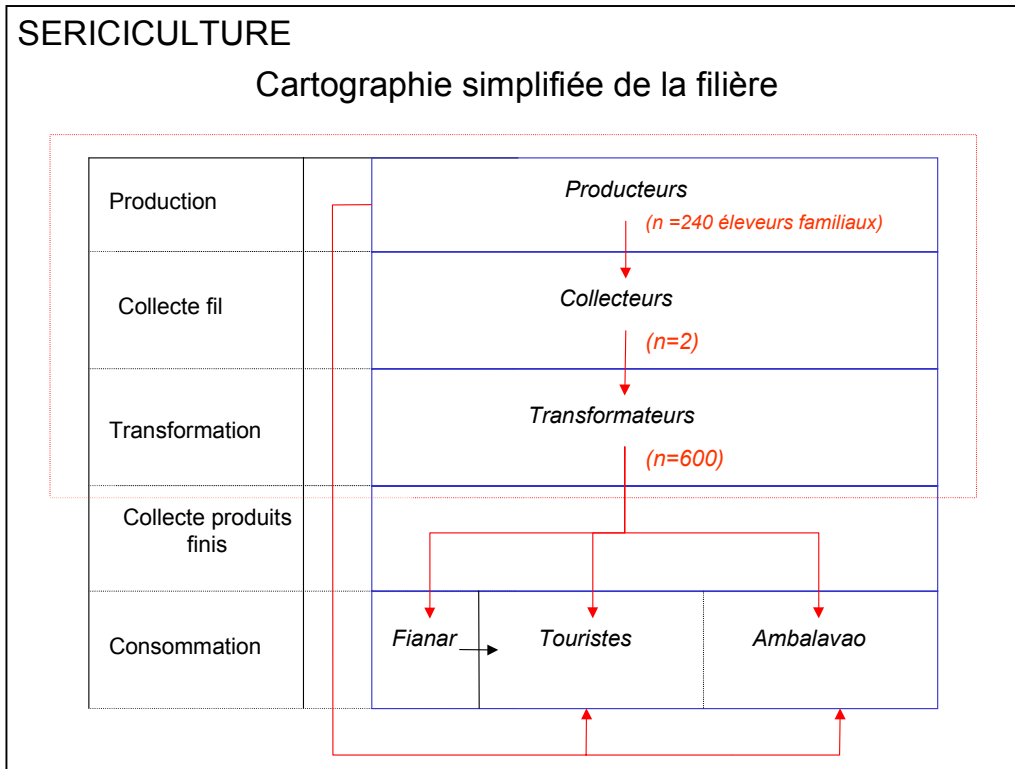 SERICICULTURE
Cartographie simplifiée de la filière
Production
Producteurs
(n =240 éleveurs familiaux)
Collecte fil
Collecteurs
(n=2)
Transformation
Transformateurs
(n=600)
Collecte produits
finis
Consommation
Fianar
Touristes
Ambalavao